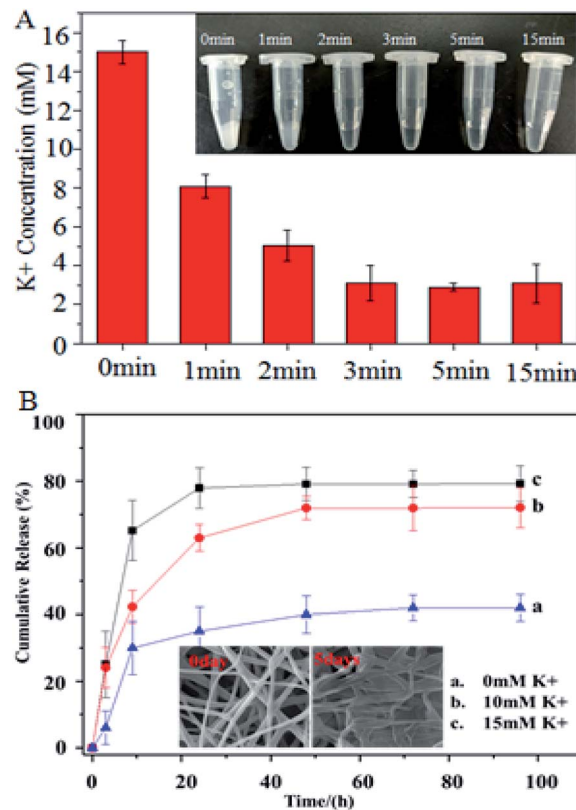 A
K+ Concentration (mM)
16
14
12
10
8
6
4
2
0
0min 1min 2min 3min 5min 15min
0min 1min 2min 3min 5min 15min
B
Cumulative Release (%)
100
80
60
40
20
0
c
b
a
0day 5days
a. 0mM K+
b. 10mM K+
c. 15mM K+
0 20 40 60 80 100
Time/(h)